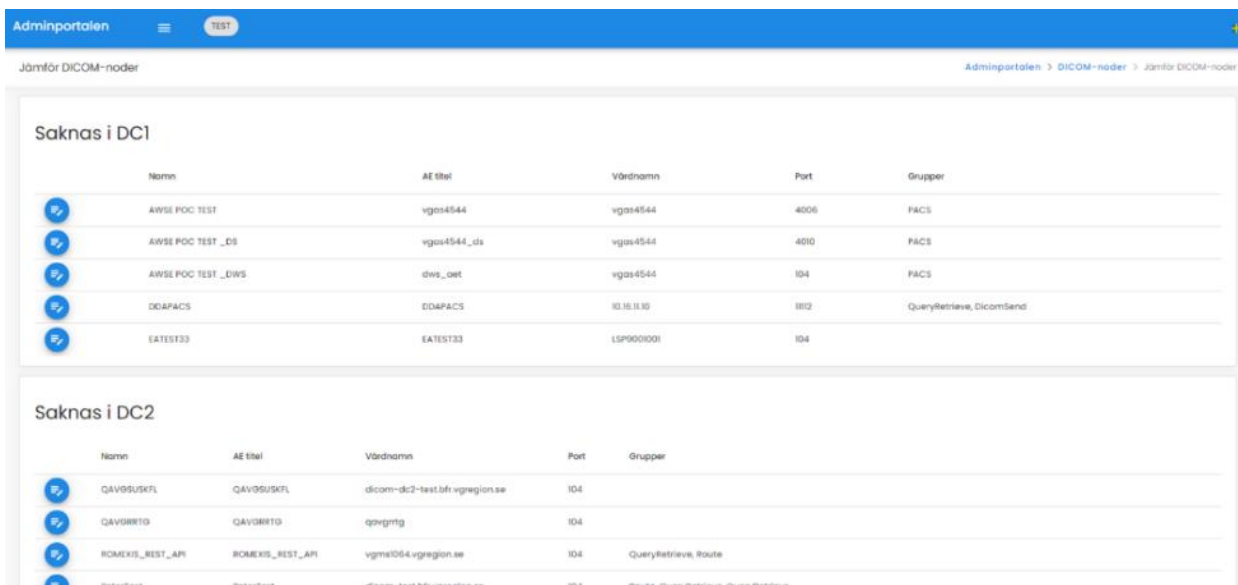 Adminportalen TEST
Jämför DICOM-noder Adminportalen > DICOM-noder > Jämför DICOM-noder
Saknas i DC1
Namn AE titel Värdnamn Port Grupper
AWSE POC TEST vgas4544 vgas4544 4006 PACS
AWSE POC TEST _DS vgas4544_ds vgas4544 4010 PACS
AWSE POC TEST _DWS dws_aet vgas4544 104 PACS
DDAPACS DDAPACS 10.16.11.10 QueryRetrieve, DicomSend
EATEST33 EATEST33 LSP9001001 104
Saknas i DC2
Namn AE titel Värdnamn Port Grupper
QAVGSUSKFL QAVGSUSKFL dicom-dc2-test.bfr.vgregion.se 104
QAVGRRTG QAVGRRTG 104
ROMEXIS_REST_API ROMEXIS_REST_API vgms1064.vgregion.se 104 QueryRetrieve, Route